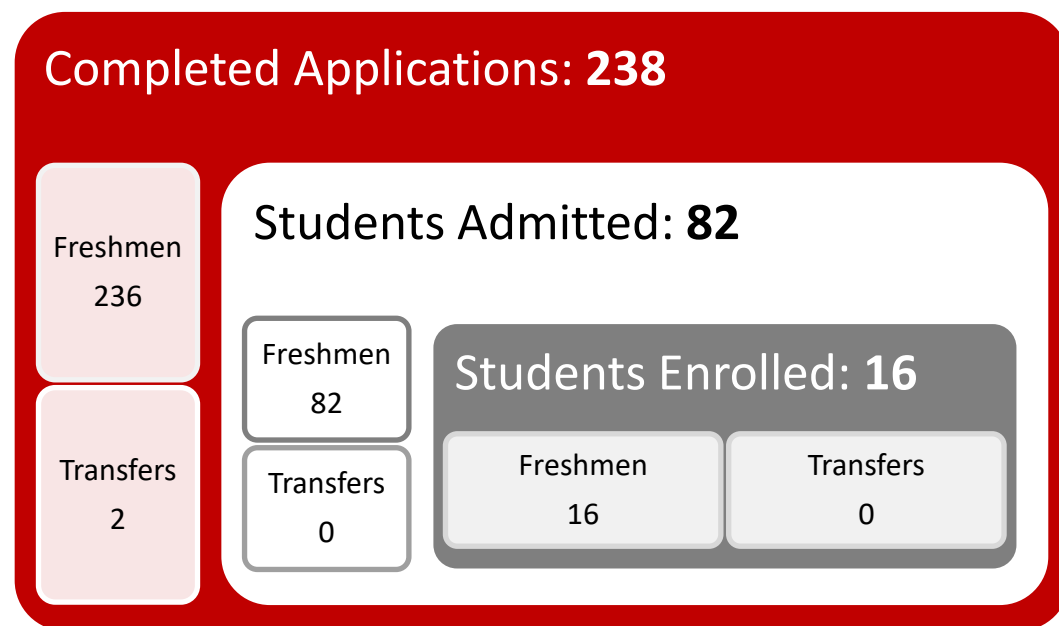 Completed Applications: 238
Freshmen
236
Transfers
2
Students Admitted: 82
Freshmen
82
Transfers
0
Students Enrolled: 16
Freshmen
16
Transfers
0